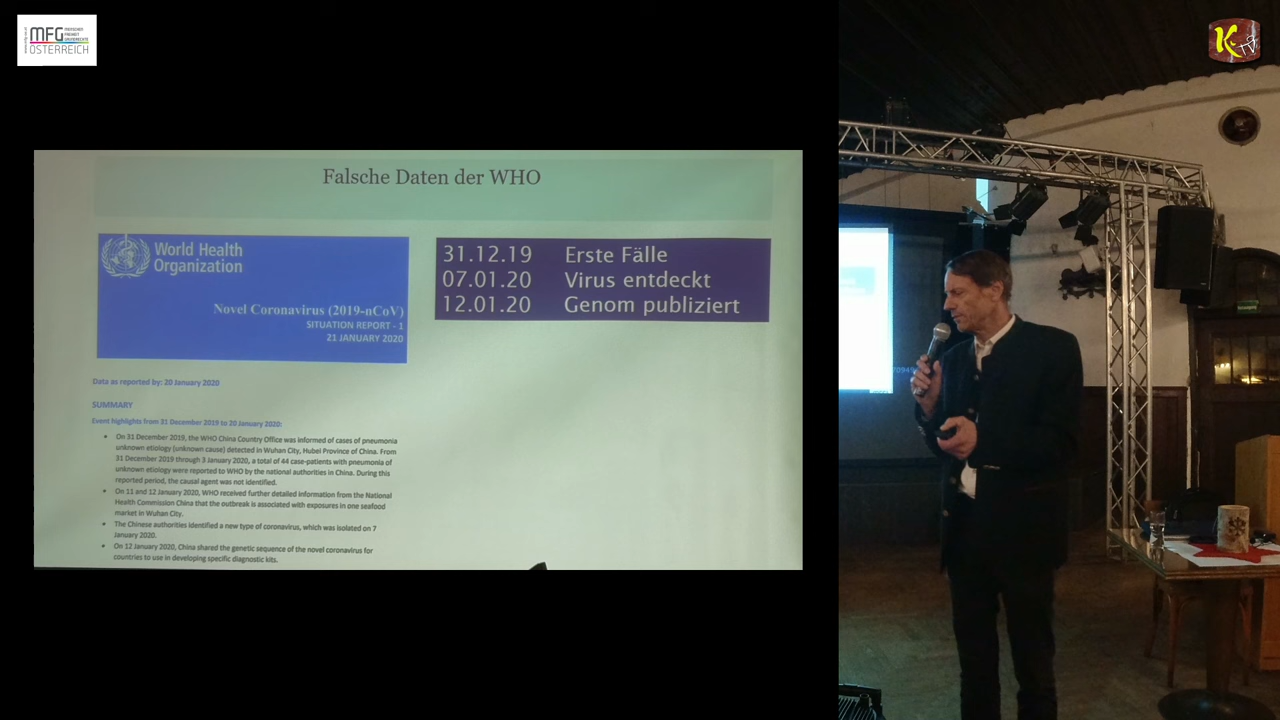 MFG
MENSCHEN
FREIHEIT
GRUNDRECHTE
ÖSTERREICH
K
TV
Falsche Daten der WHO
World Health
Organization
Novel Coronavirus (2019-nCoV)
SITUATION REPORT - 1
21 JANUARY 2020
31.12.19 Erste Fälle
07.01.20 Virus entdeckt
12.01.20 Genom publiziert
Data as reported by: 20 January 2020
SUMMARY
Event highlights from 31 December 2019 to 20 January 2020:
• On 31 December 2019, the WHO China Country Office was informed of cases of pneumonia
unknown etiology (unknown cause) detected in Wuhan City, Hubei Province of China. From
31 December 2019 through 3 January 2020, a total of 44 case-patients with pneumonia of
unknown etiology were reported to WHO by the national authorities in China. During this
reported period, the causal agent was not identified.
• On 11 and 12 January 2020, WHO received further detailed information from the National
Health Commission China that the outbreak is associated with exposures in one seafood
market in Wuhan City.
• The Chinese authorities identified a new type of coronavirus, which was isolated on 7
January 2020.
• On 12 January 2020, China shared the genetic sequence of the novel coronavirus for
countries to use in developing specific diagnostic kits.